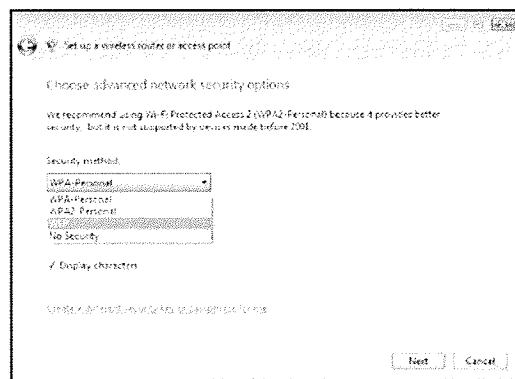 Set up a wireless router or access point
Choose advanced network security options
We recommend using Wi-Fi Protected Access 2 (WPA2-Personal) because it provides better
security, but it is not supported by devices made before 2001.
Security method:
WPA-Personal
WPA-Personal
WPA2-Personal
No Security
Display characters
Next
Cancel